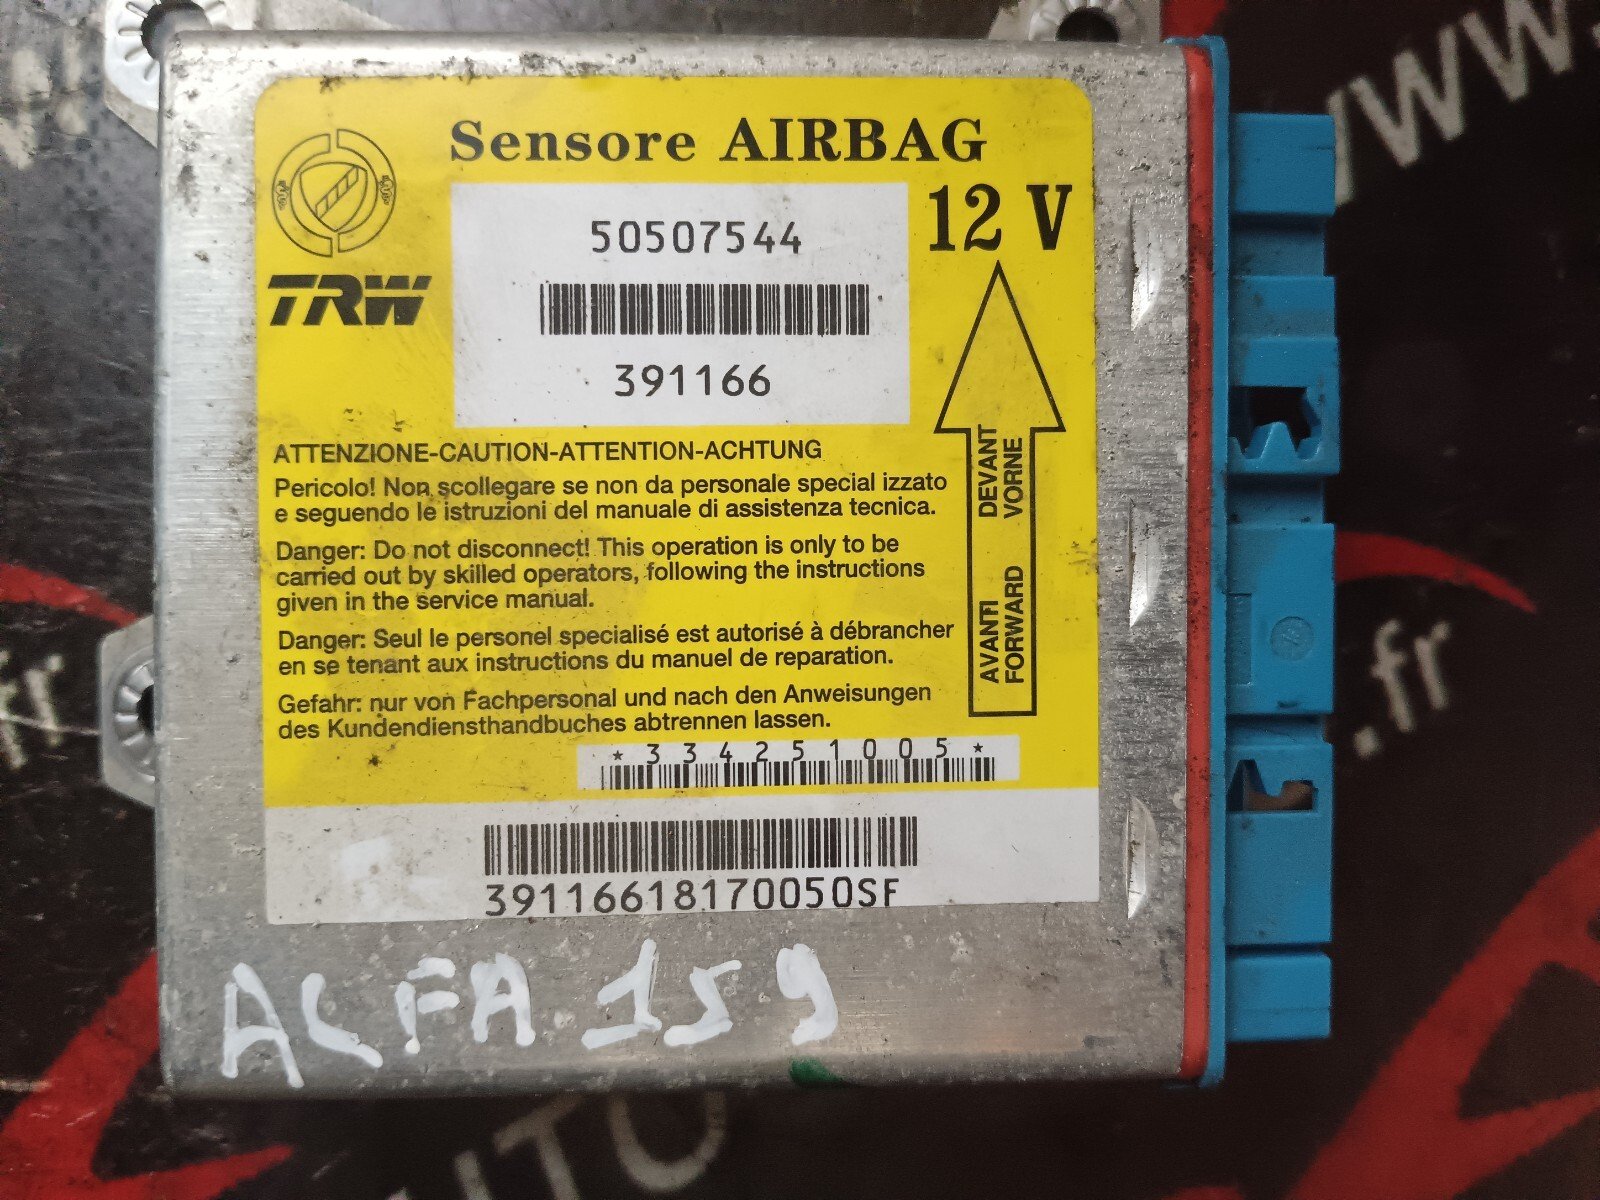 Sensore AIRBAG
12 V
50507544
391166
TRW
ATTENZIONE-CAUTION-ATTENTION-ACHTUNG
Pericolo! Non scollegare se non da personale special izzato
e seguendo le istruzioni del manuale di assistenza tecnica.
Danger: Do not disconnect! This operation is only to be
carried out by skilled operators, following the instructions
given in the service manual.
Danger: Seul le personel specialisé est autorisé à débrancher
en se tenant aux instructions du manuel de reparation.
Gefahr: nur von Fachpersonal und nach den Anweisungen
des Kundendiensthandbuches abtrennen lassen.
AVANTI DEVANT
FORWARD VORNE
*334251005*
39116618170050SF
ALFA 159
www.
.fr
UTO